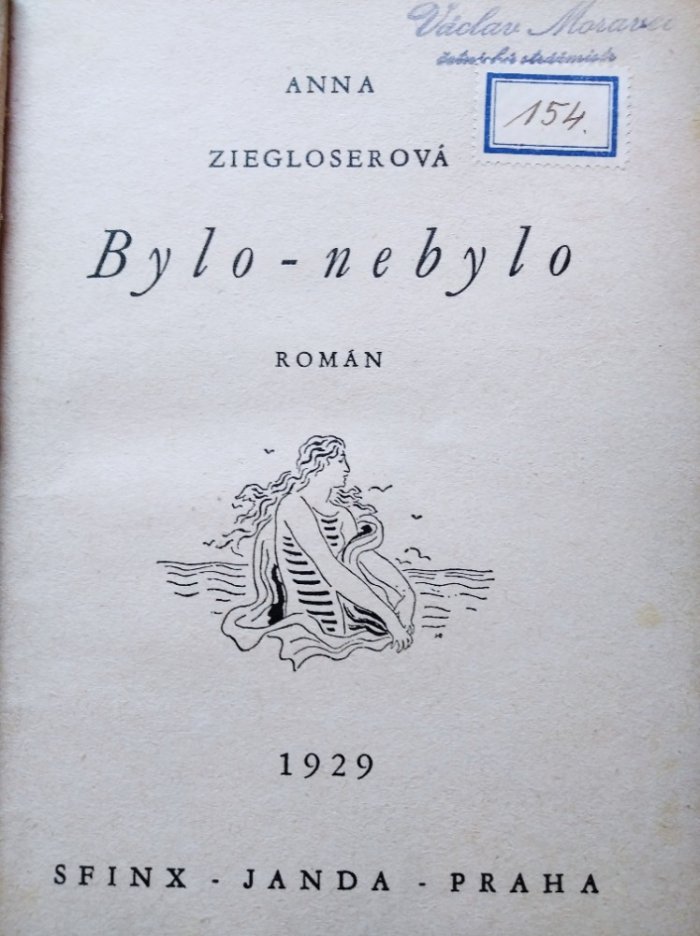 Václav Moravec
ANNA
154.
ZIEGLOSEROVÁ
Bylo - nebylo
ROMÁN
1929
SFINX - JANDA - PRAHA